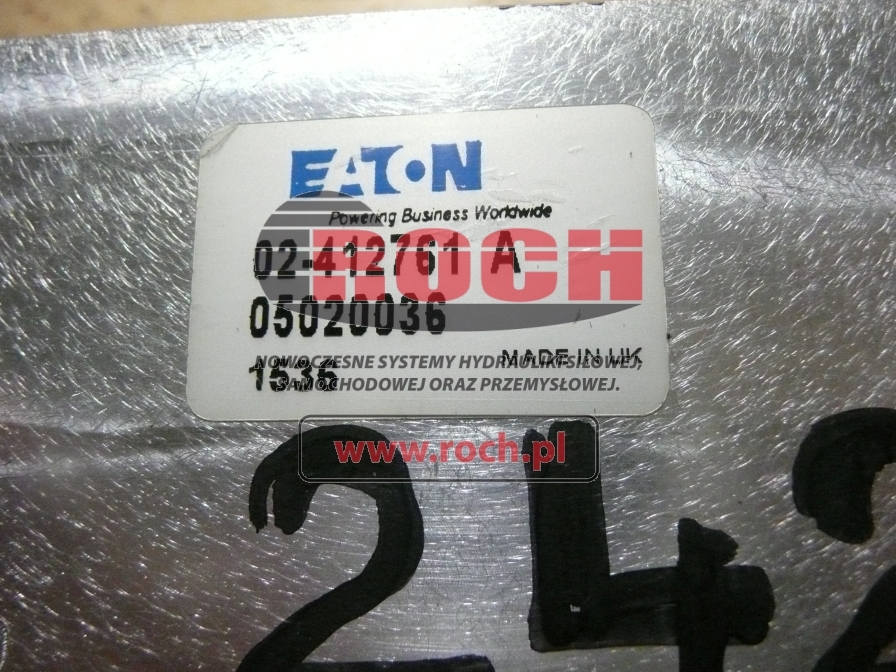 EATON
Powering Business Worldwide
02-412761 A
ROCH
05020036
MADE IN UK
NOWOCZESNE SYSTEMY HYDRAULIKI SIŁOWEJ,
1535
SAMOCHODOWEJ ORAZ PRZEMYSŁOWEJ.
www.roch.pl
242